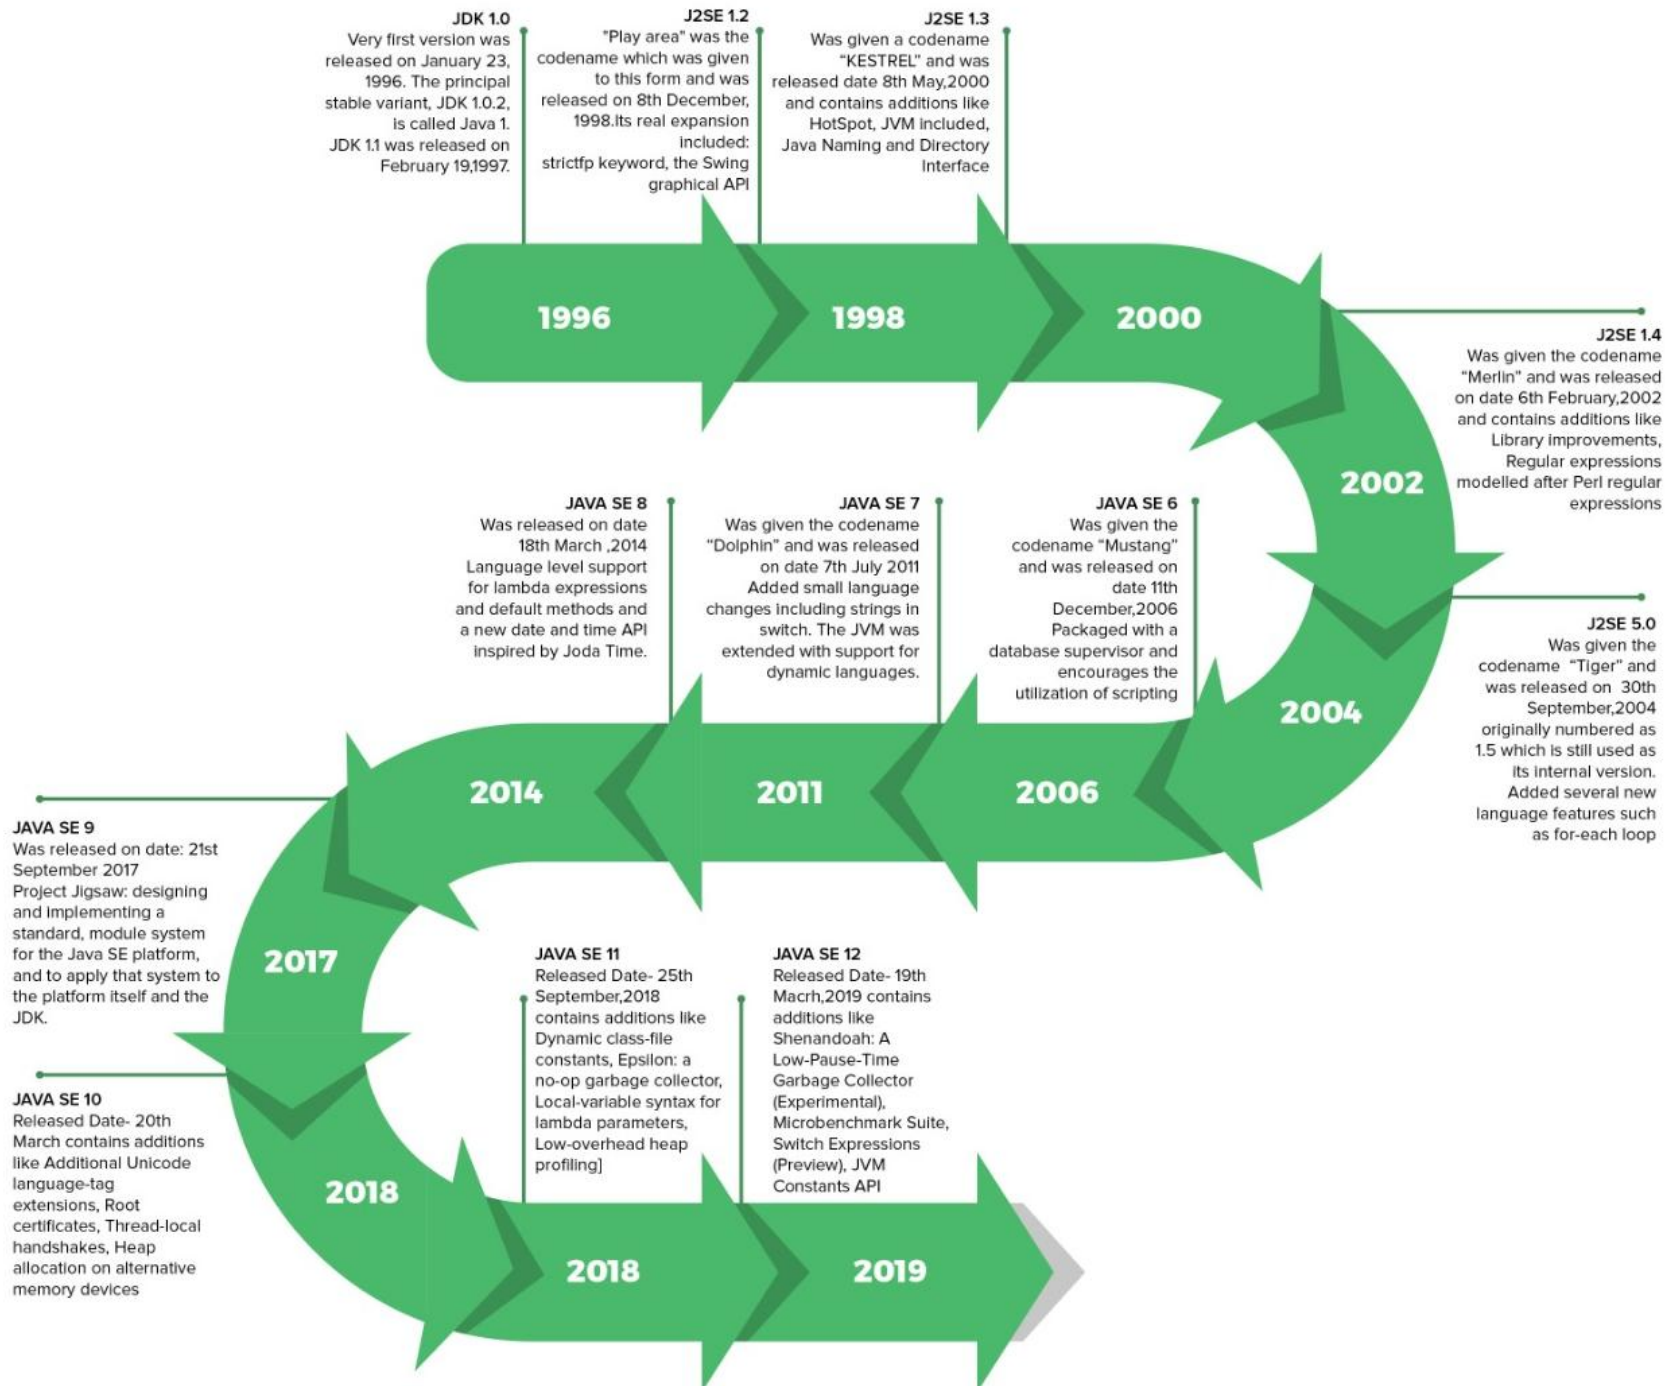 JDK 1.0
Very first version was
released on January 23,
1996. The principal
stable variant, JDK 1.0.2,
is called Java 1.
JDK 1.1 was released on
February 19,1997.
J2SE 1.2
"Play area" was the
codename which was given
to this form and was
released on 8th December,
1998.Its real expansion
included:
strictfp keyword, the Swing
graphical API
J2SE 1.3
Was given a codename
“KESTREL” and was
released date 8th May,2000
and contains additions like
HotSpot, JVM included,
Java Naming and Directory
Interface
1996
1998
2000
J2SE 1.4
Was given the codename
“Merlin” and was released
on date 6th February,2002
and contains additions like
Library improvements,
Regular expressions
modelled after Perl regular
expressions
2002
J2SE 5.0
Was given the
codename “Tiger” and
was released on 30th
September,2004
originally numbered as
1.5 which is still used as
its internal version.
Added several new
language features such
as for-each loop
2004
JAVA SE 6
Was given the
codename “Mustang”
and was released on
date 11th
December,2006
Packaged with a
database supervisor and
encourages the
utilization of scripting
2006
JAVA SE 7
Was given the codename
“Dolphin” and was released
on date 7th July 2011
Added small language
changes including strings in
switch. The JVM was
extended with support for
dynamic languages.
2011
JAVA SE 8
Was released on date
18th March ,2014
Language level support
for lambda expressions
and default methods and
a new date and time API
inspired by Joda Time.
2014
JAVA SE 9
Was released on date: 21st
September 2017
Project Jigsaw: designing
and implementing a
standard, module system
for the Java SE platform,
and to apply that system to
the platform itself and the
JDK.
2017
JAVA SE 10
Released Date- 20th
March contains additions
like Additional Unicode
language-tag
extensions, Root
certificates, Thread-local
handshakes, Heap
allocation on alternative
memory devices
2018
JAVA SE 11
Released Date- 25th
September,2018
contains additions like
Dynamic class-file
constants, Epsilon: a
no-op garbage collector,
Local-variable syntax for
lambda parameters,
Low-overhead heap
profiling]
2018
JAVA SE 12
Released Date- 19th
Macrh,2019 contains
additions like
Shenandoah: A
Low-Pause-Time
Garbage Collector
(Experimental),
Microbenchmark Suite,
Switch Expressions
(Preview), JVM
Constants API
2019